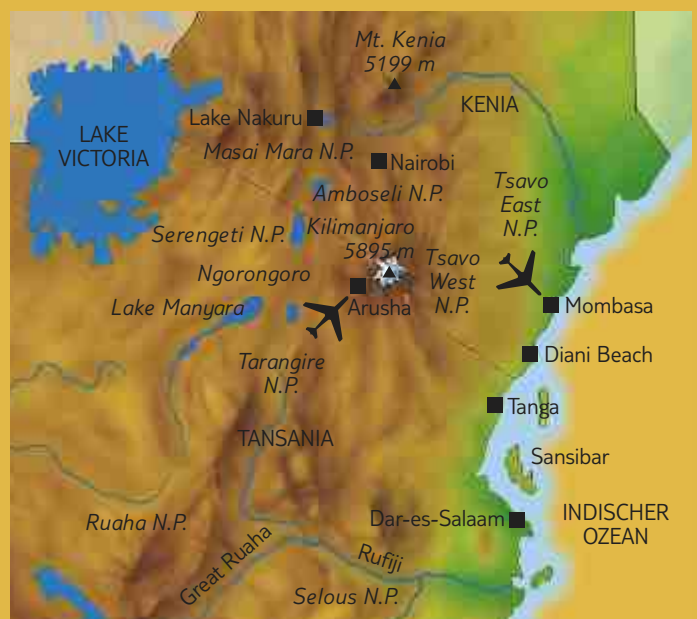 Mt. Kenia
5199 m
KENIA
LAKE
VICTORIA
Lake Nakuru
Masai Mara N.P.
Nairobi
Amboseli N.P.
Tsavo
East
N.P.
Serengeti N.P.
Kilimanjaro
5895 m
Tsavo
West
N.P.
Ngorongoro
Lake Manyara
Arusha
Mombasa
Diani Beach
Tarangire
N.P.
Tanga
TANSANIA
Sansibar
Ruaha N.P.
Dar-es-Salaam
INDISCHER
OZEAN
Great Ruaha
Rufiji
Selous N.P.